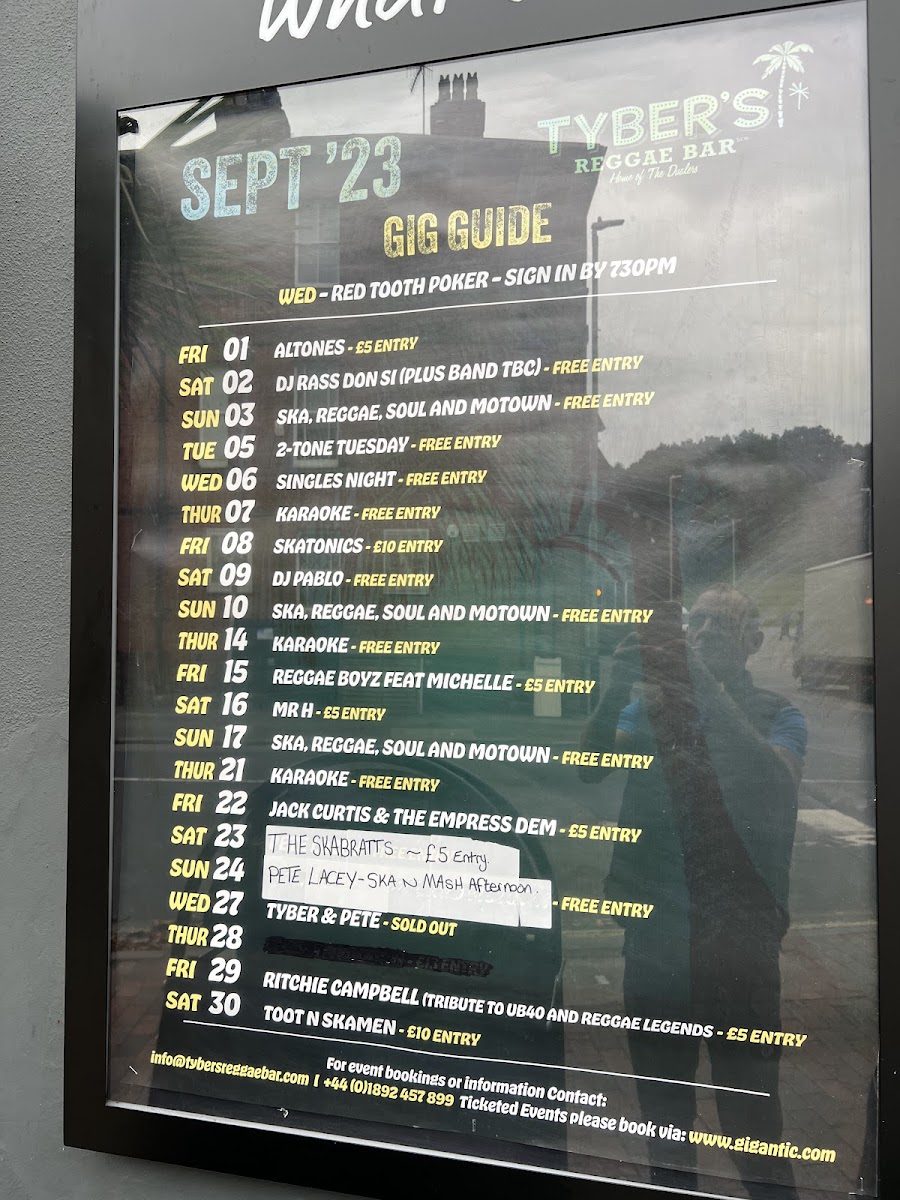 TYBER'S
REGGAE BAR
Home of The Dualers
SEPT '23
GIG GUIDE
WED - RED TOOTH POKER - SIGN IN BY 730PM
FRI 01 ALTONES - £5 ENTRY
SAT 02 DJ RASS DON SI (PLUS BAND TBC) - FREE ENTRY
SUN 03 SKA, REGGAE, SOUL AND MOTOWN - FREE ENTRY
TUE 05 2-TONE TUESDAY - FREE ENTRY
WED 06 SINGLES NIGHT - FREE ENTRY
THUR 07 KARAOKE - FREE ENTRY
FRI 08 SKATONICS - £10 ENTRY
SAT 09 DJ PABLO - FREE ENTRY
SUN 10 SKA, REGGAE, SOUL AND MOTOWN - FREE ENTRY
THUR 14 KARAOKE - FREE ENTRY
FRI 15 REGGAE BOYZ FEAT MICHELLE - £5 ENTRY
SAT 16 MR H - £5 ENTRY
SUN 17 SKA, REGGAE, SOUL AND MOTOWN - FREE ENTRY
THUR 21 KARAOKE - FREE ENTRY
FRI 22 JACK CURTIS & THE EMPRESS DEM - £5 ENTRY
SAT 23 THE SKABRATTS ~ £5 Entry.
SUN 24 PETE LACEY - SKA N MASH Afternoon. - FREE ENTRY
WED 27 TYBER & PETE - SOLD OUT
THUR 28
FRI 29 RITCHIE CAMPBELL (TRIBUTE TO UB40 AND REGGAE LEGENDS - £5 ENTRY
SAT 30 TOOT N SKAMEN - £10 ENTRY
For event bookings or information Contact:
info@tybersreggaebar.com I +44 (0)1892 457 899 Ticketed Events please book via: www.gigantic.com